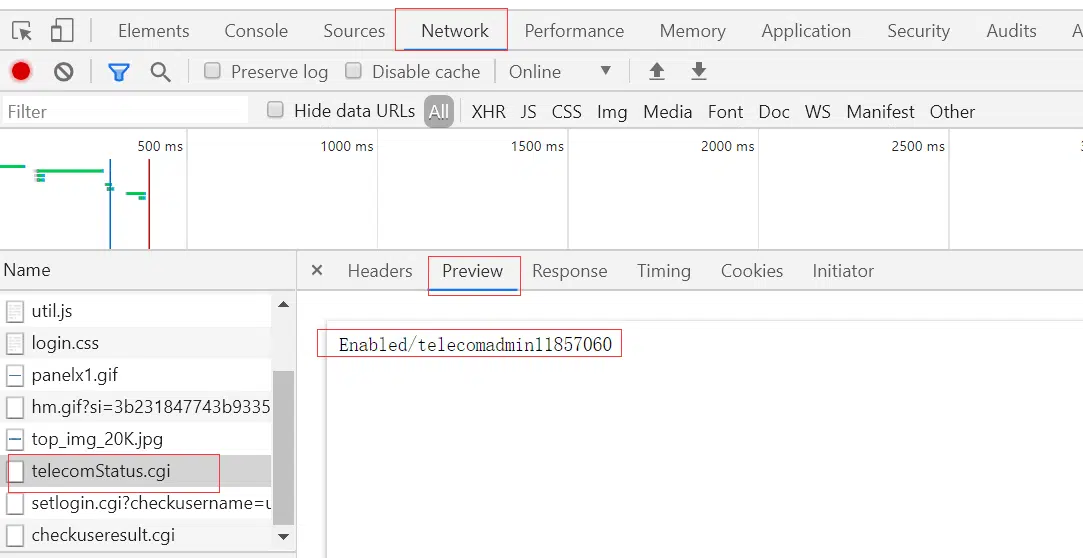 Elements Console Sources Network Performance Memory Application Security Audits A
Preserve log Disable cache Online
Filter Hide data URLs All XHR JS CSS Img Media Font Doc WS Manifest Other
500 ms 1000 ms 1500 ms 2000 ms 2500 ms
Name × Headers Preview Response Timing Cookies Initiator
util.js
login.css
panelx1.gif
hm.gif?si=3b231847743b9335
top_img_20K.jpg
telecomStatus.cgi
setlogin.cgi?checkusername=u
checkuseresult.cgi
Enabled/telecomadmin11857060